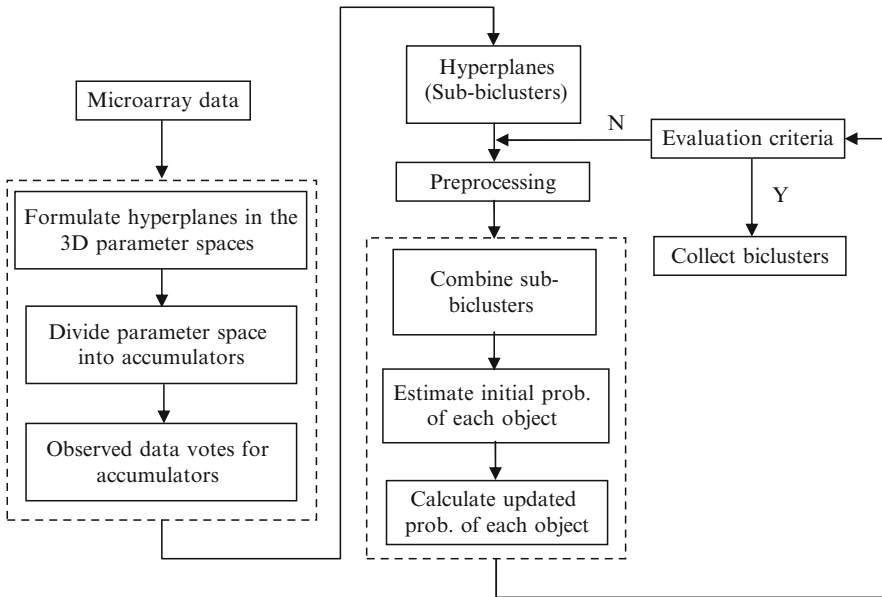 Microarray data
Formulate hyperplanes in the
3D parameter spaces
Divide parameter space
into accumulators
Observed data votes for
accumulators
Hyperplanes
(Sub-biclusters)
N
Evaluation criteria
Preprocessing
Y
Collect biclusters
Combine sub-
biclusters
Estimate initial prob.
of each object
Calculate updated
prob. of each object